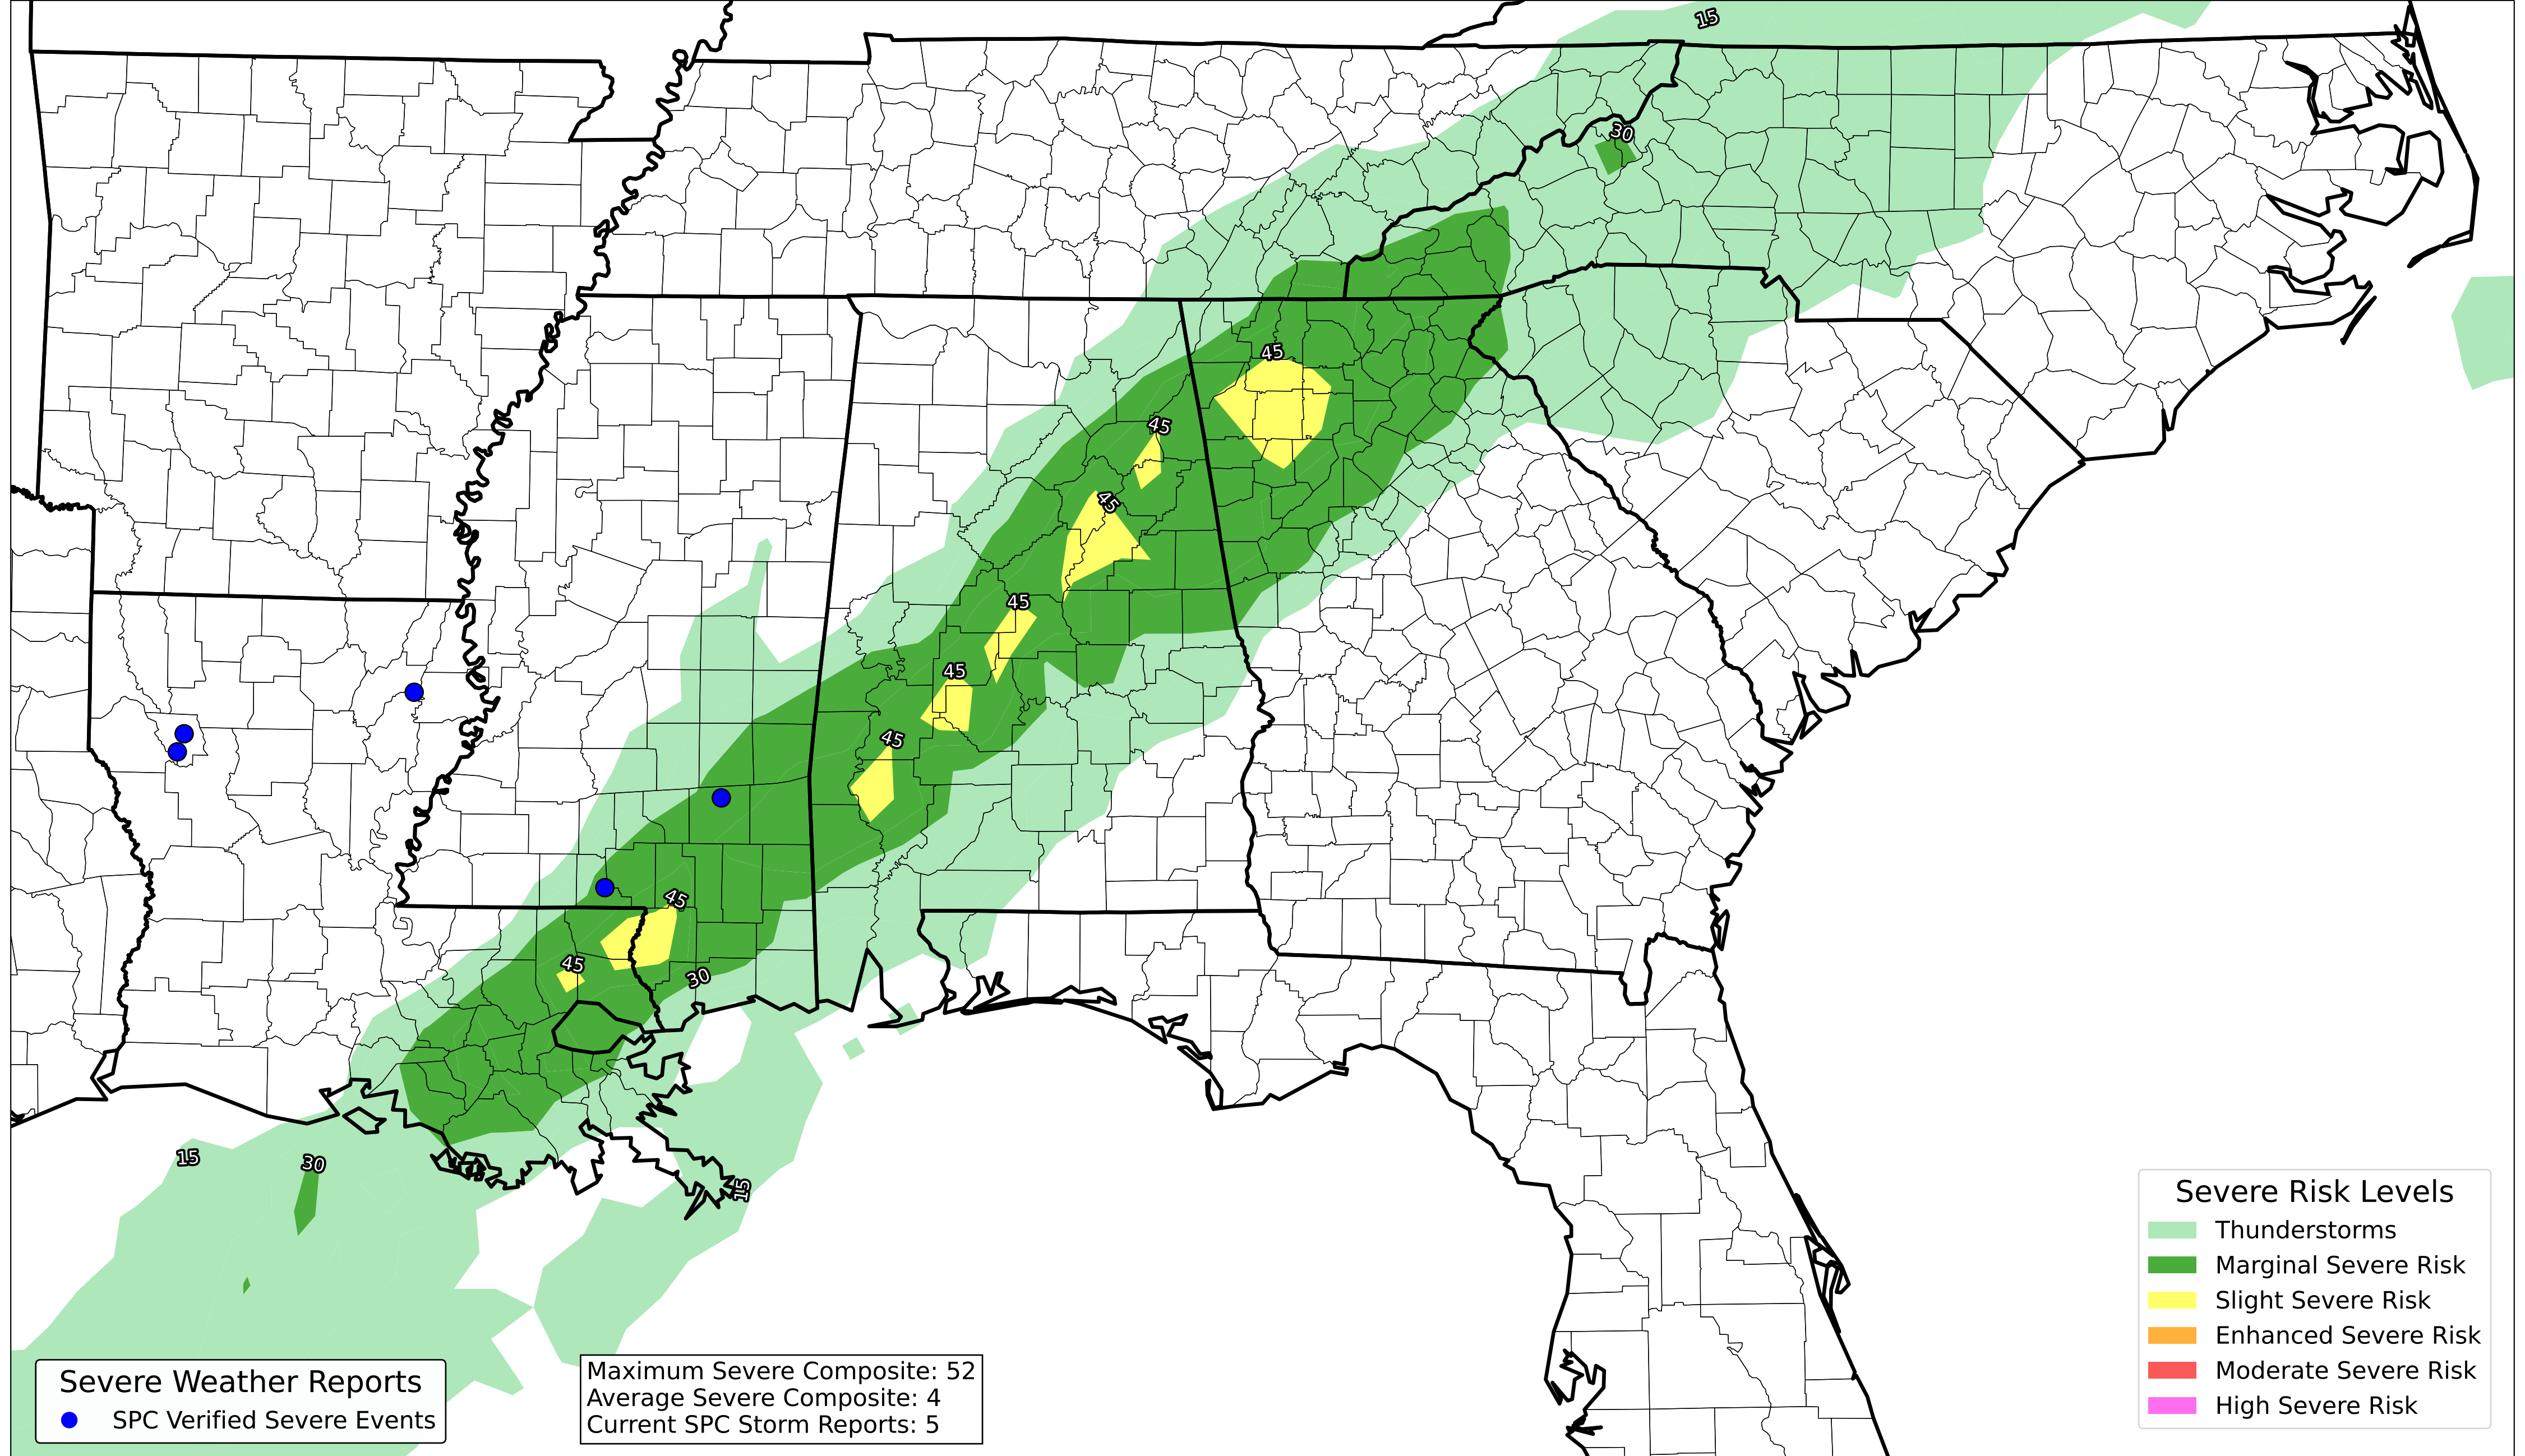 15
30
45
45
45
45
45
45
45
45
30
15
30
15
Severe Risk Levels
Thunderstorms
Marginal Severe Risk
Slight Severe Risk
Enhanced Severe Risk
Moderate Severe Risk
High Severe Risk
Severe Weather Reports
SPC Verified Severe Events
Maximum Severe Composite: 52
Average Severe Composite: 4
Current SPC Storm Reports: 5